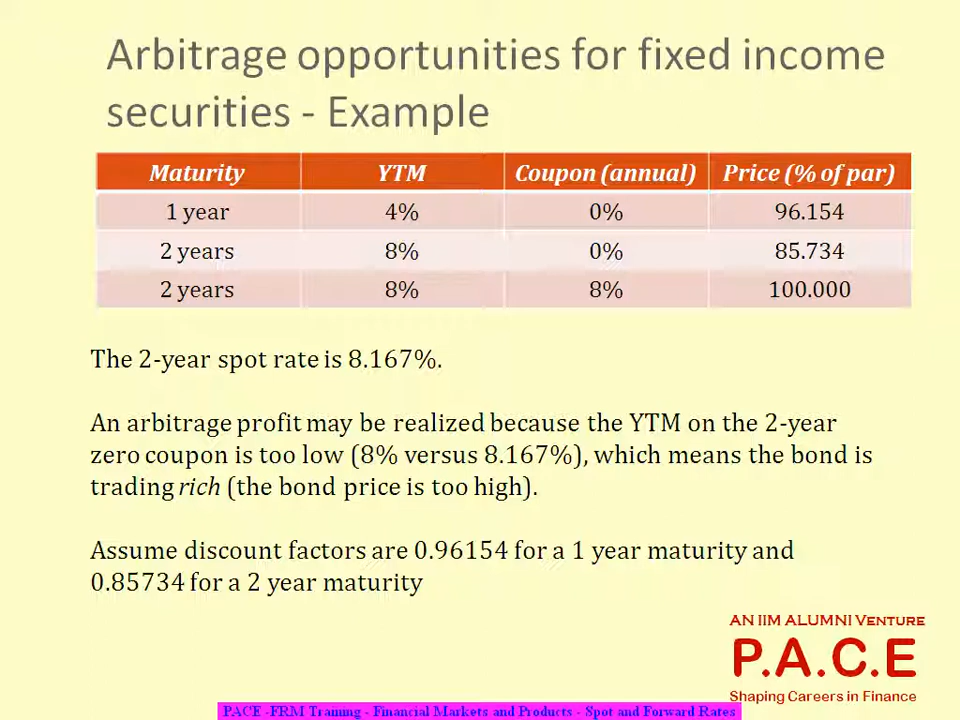 Arbitrage opportunities for fixed income
securities - Example
Maturity YTM Coupon (annual) Price (% of par)
1 year 4% 0% 96.154
2 years 8% 0% 85.734
2 years 8% 8% 100.000
The 2-year spot rate is 8.167%.
An arbitrage profit may be realized because the YTM on the 2-year
zero coupon is too low (8% versus 8.167%), which means the bond is
trading rich (the bond price is too high).
Assume discount factors are 0.96154 for a 1 year maturity and
0.85734 for a 2 year maturity
AN IIM ALUMNI VENTURE
P.A.C.E
Shaping Careers in Finance
PACE -FRM Training - Financial Markets and Products - Spot and Forward Rates